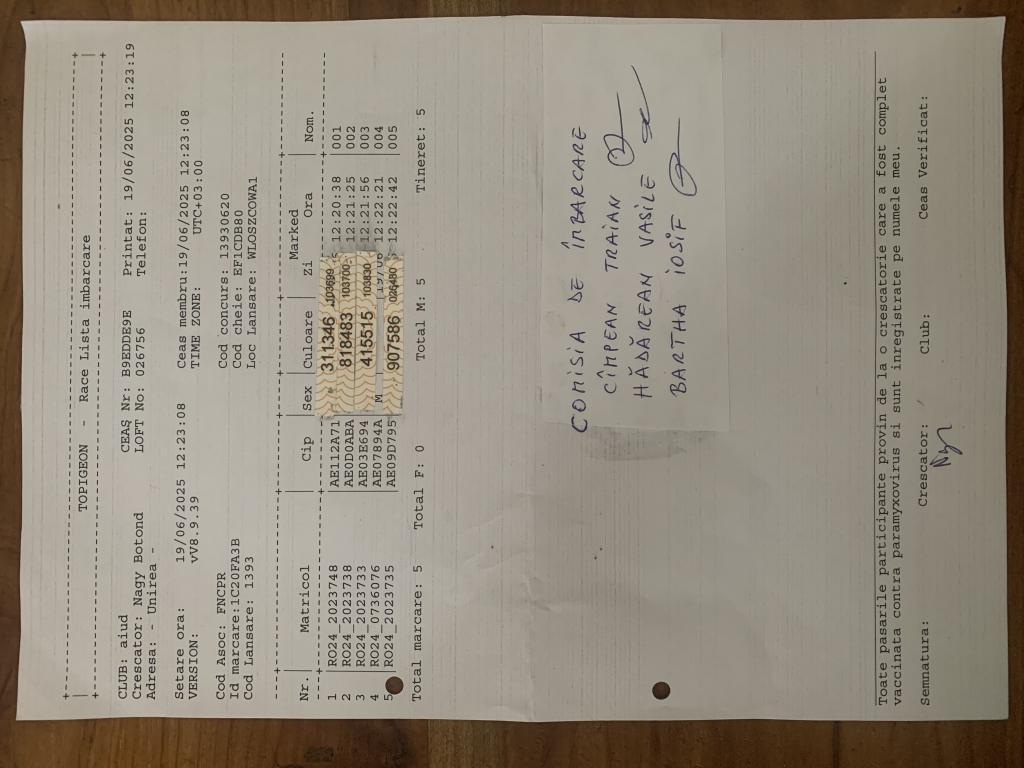 +----------------------------------------------------------------------+
| TOPIGEON - Race Lista imbarcare |
+----------------------------------------------------------------------+
CLUB: aiud CEAS Nr: B9EDDE9E Printat: 19/06/2025 12:23:19
Crescator: Nagy Botond LOFT No: 026756 Telefon:
Adresa: - Unirea -
Setare ora: 19/06/2025 12:23:08 Ceas membru:19/06/2025 12:23:08
VERSION: vV8.9.39 TIME ZONE: UTC+03:00
Cod Asoc: FNCPR Cod concurs: 13930620
Id marcare:1C20FA3B Cod cheie: EF1CDB80
Cod Lansare: 1393 Loc Lansare: WLOSZCOWA1
Marked
Nr. | Matricol | Cip | Sex | Culoare | Zi Ora | Nom.
1 | RO24_2023748 | AE112A71 311346 103699 12:20:38 | 001
2 | RO24_2023738 | AE0D0ABA 818483 103700 12:21:25 | 002
3 | RO24_2023733 | AE03E694 415515 103830 12:21:56 | 003
4 | RO24_0736076 | AE07894A M 12:22:21 | 004
5 | RO24_2023735 | AE09D795 907586 026480 12:22:42 | 005
Total marcare: 5 Total F: 0 Total M: 5 Tineret: 5
COMISIA DE ÎNBARCARE
CÎMPEAN TRAIAN
HĂDĂREAN VASILE
BARTHA IOSIF
Toate pasarile participante provin de la o crescatorie care a fost complet
vaccinata contra paramyxovirus si sunt inregistrate pe numele meu.
Semnatura: Crescator: Club: Ceas Verificat: